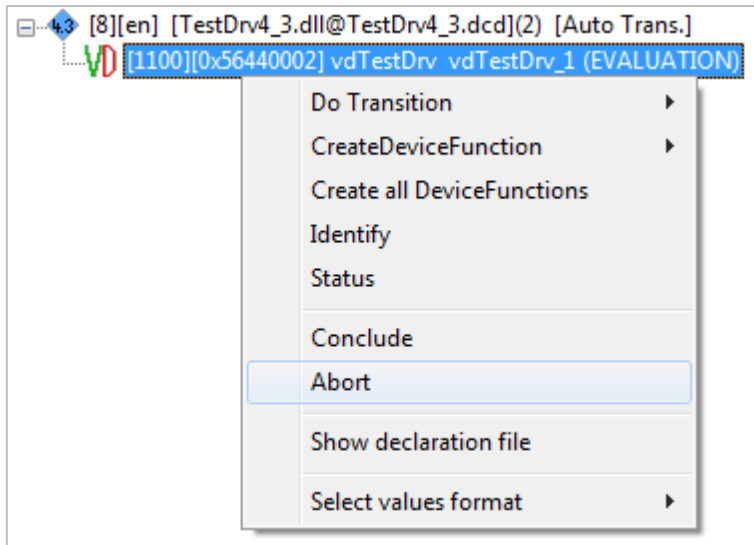 4.3 [8][en] [TestDrv4_3.dll@TestDrv4_3.dcd](2) [Auto Trans.]
VD [1100][0x56440002] vdTestDrv vdTestDrv_1 (EVALUATION)
Do Transition
CreateDeviceFunction
Create all DeviceFunctions
Identify
Status
Conclude
Abort
Show declaration file
Select values format